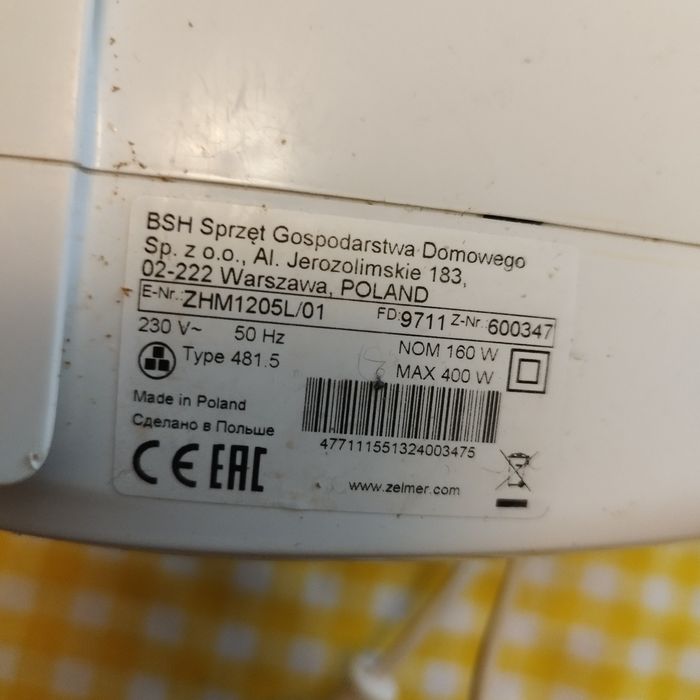 BSH Sprzęt Gospodarstwa Domowego
Sp. z o.o., Al. Jerozolimskie 183,
02-222 Warszawa, POLAND
E-Nr.: ZHM1205L/01 FD: 9711 Z-Nr.: 600347
230 V~ 50 Hz NOM 160 W
Type 481.5 MAX 400 W
Made in Poland
Сделано в Польше
477111551324003475
CE EAC www.zelmer.com